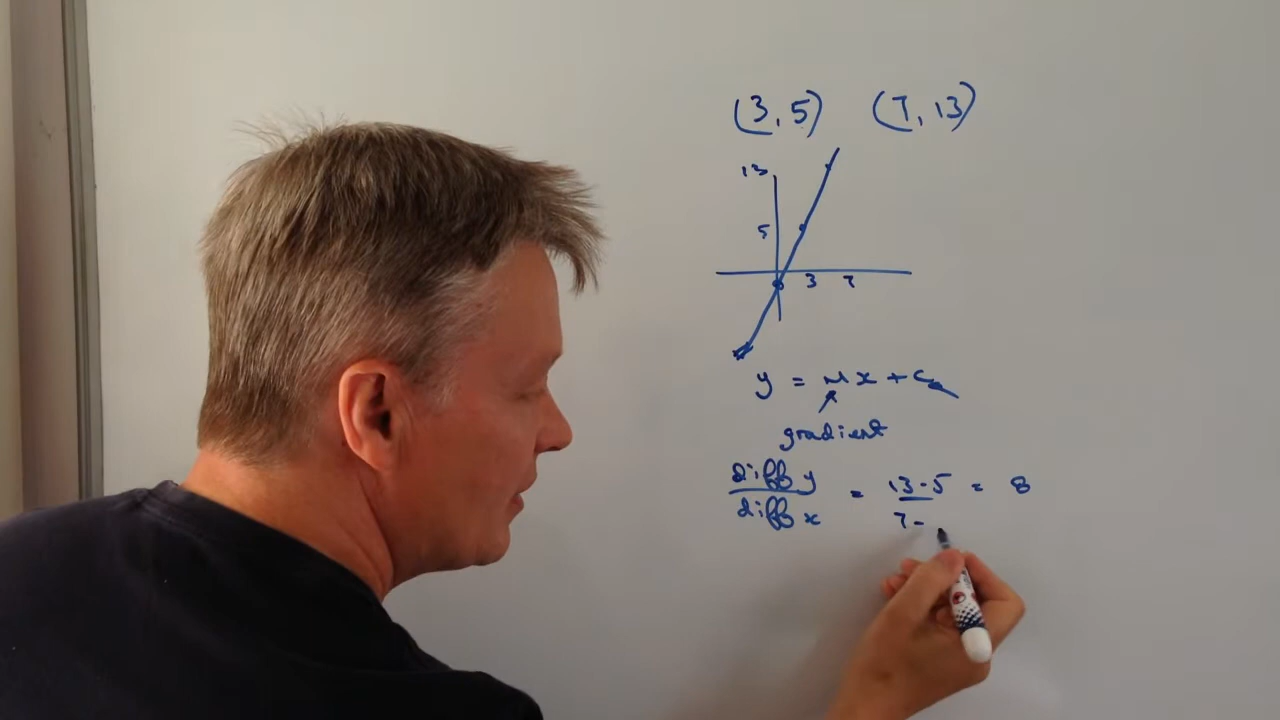 (3,5) (7,13)
13
5
3 7
y = mx + c
gradient
diff y
diff x
= 13-5 = 8
7-